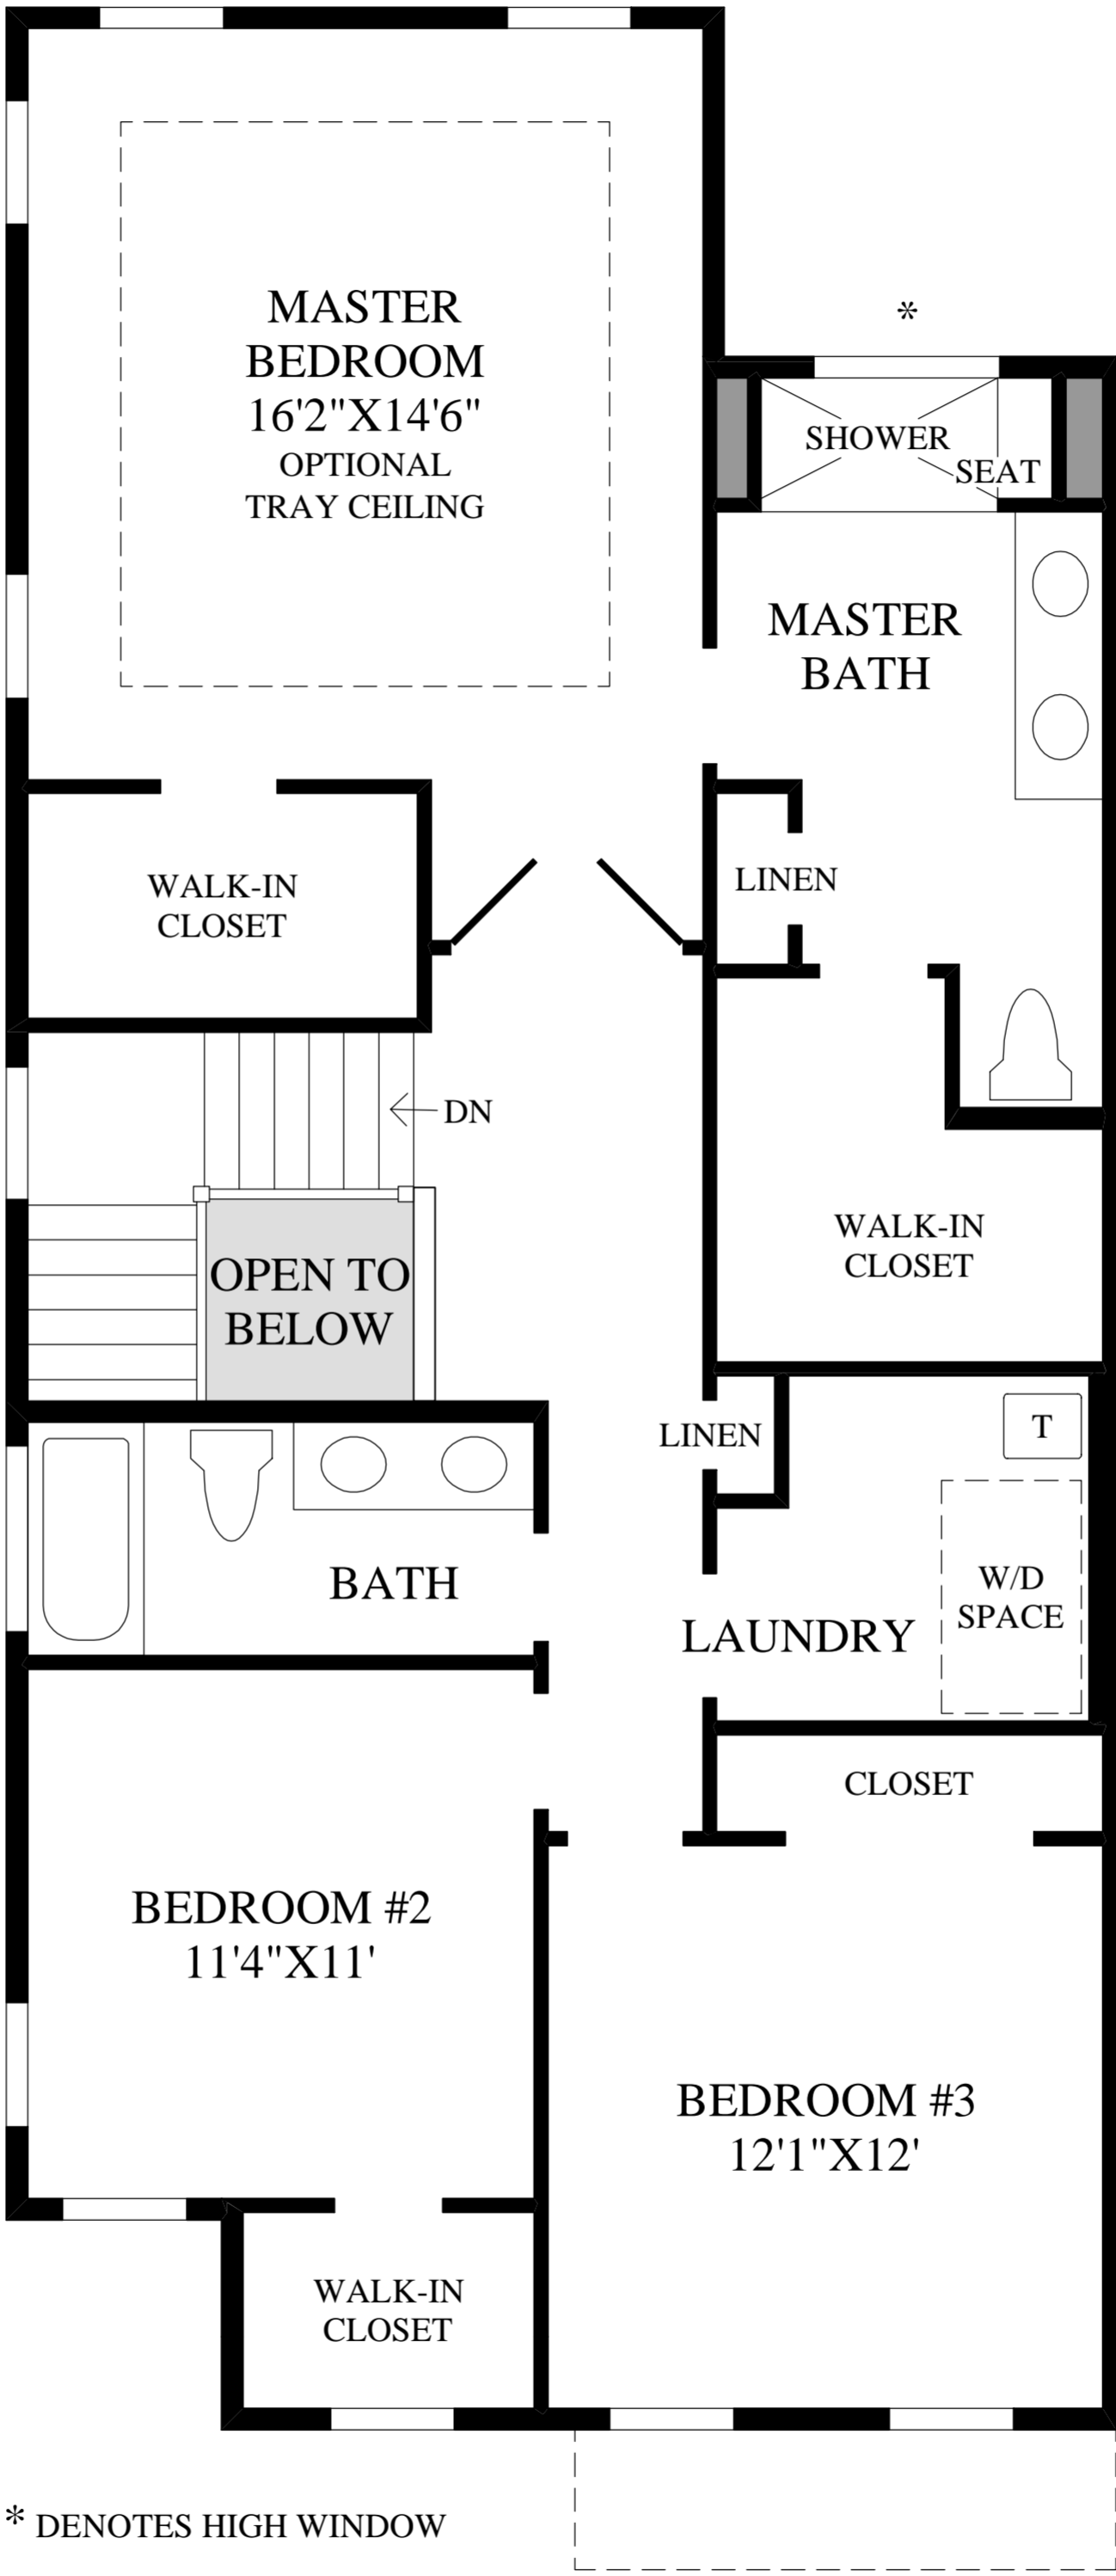 MASTER
BEDROOM
16'2"X14'6"
OPTIONAL
TRAY CEILING
*
SHOWER
SEAT
MASTER
BATH
WALK-IN
CLOSET
LINEN
DN
OPEN TO
BELOW
WALK-IN
CLOSET
LINEN
T
BATH
W/D
SPACE
LAUNDRY
CLOSET
BEDROOM #2
11'4"X11'
BEDROOM #3
12'1"X12'
WALK-IN
CLOSET
* DENOTES HIGH WINDOW